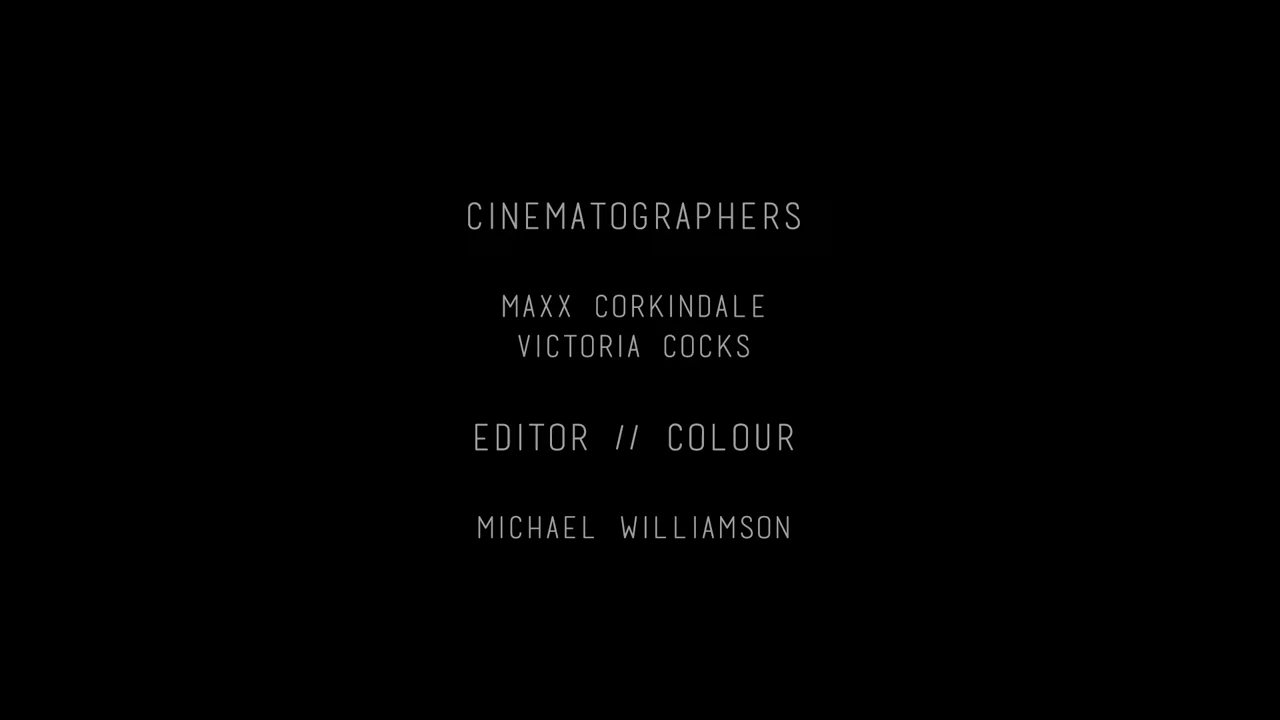 CINEMATOGRAPHERS
MAXX CORKINDALE
VICTORIA COCKS
EDITOR // COLOUR
MICHAEL WILLIAMSON